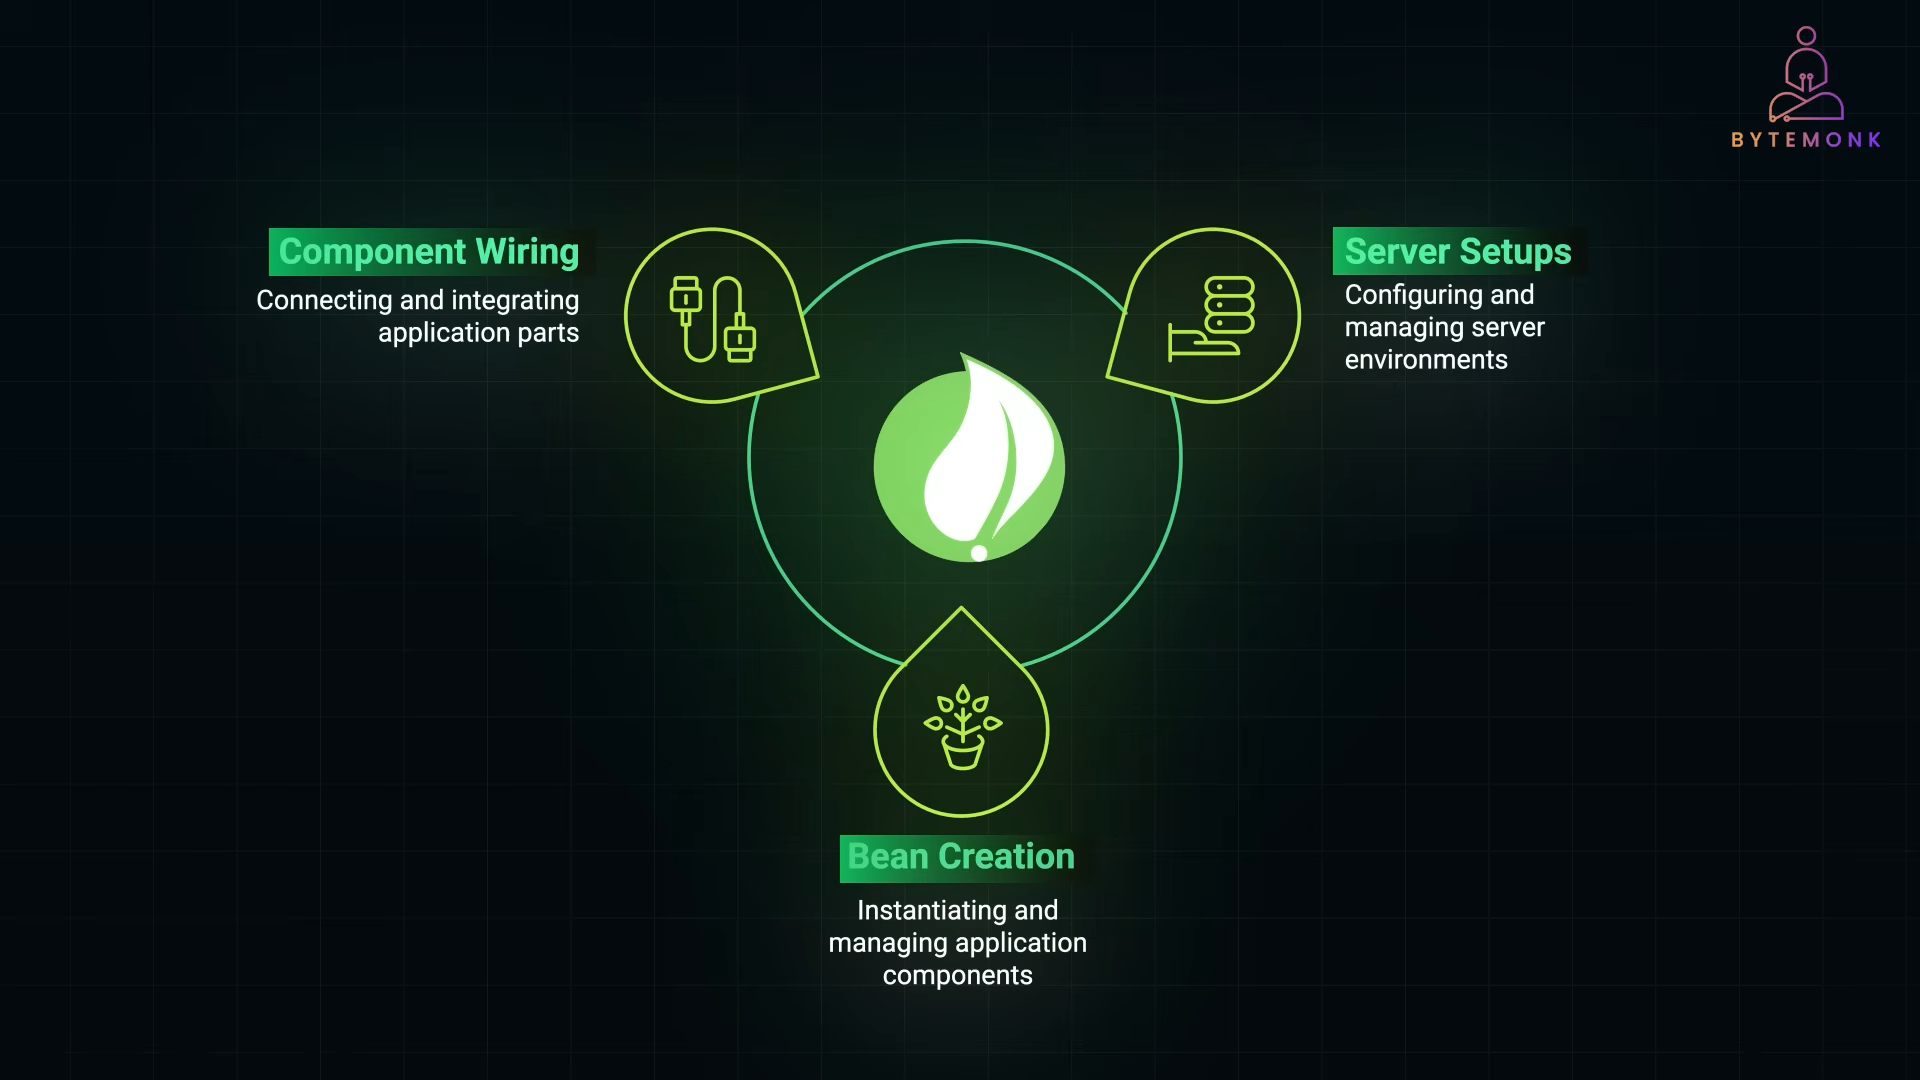 BYTEMONK
Component Wiring
Connecting and integrating
application parts
Server Setups
Configuring and
managing server
environments
Bean Creation
Instantiating and
managing application
components